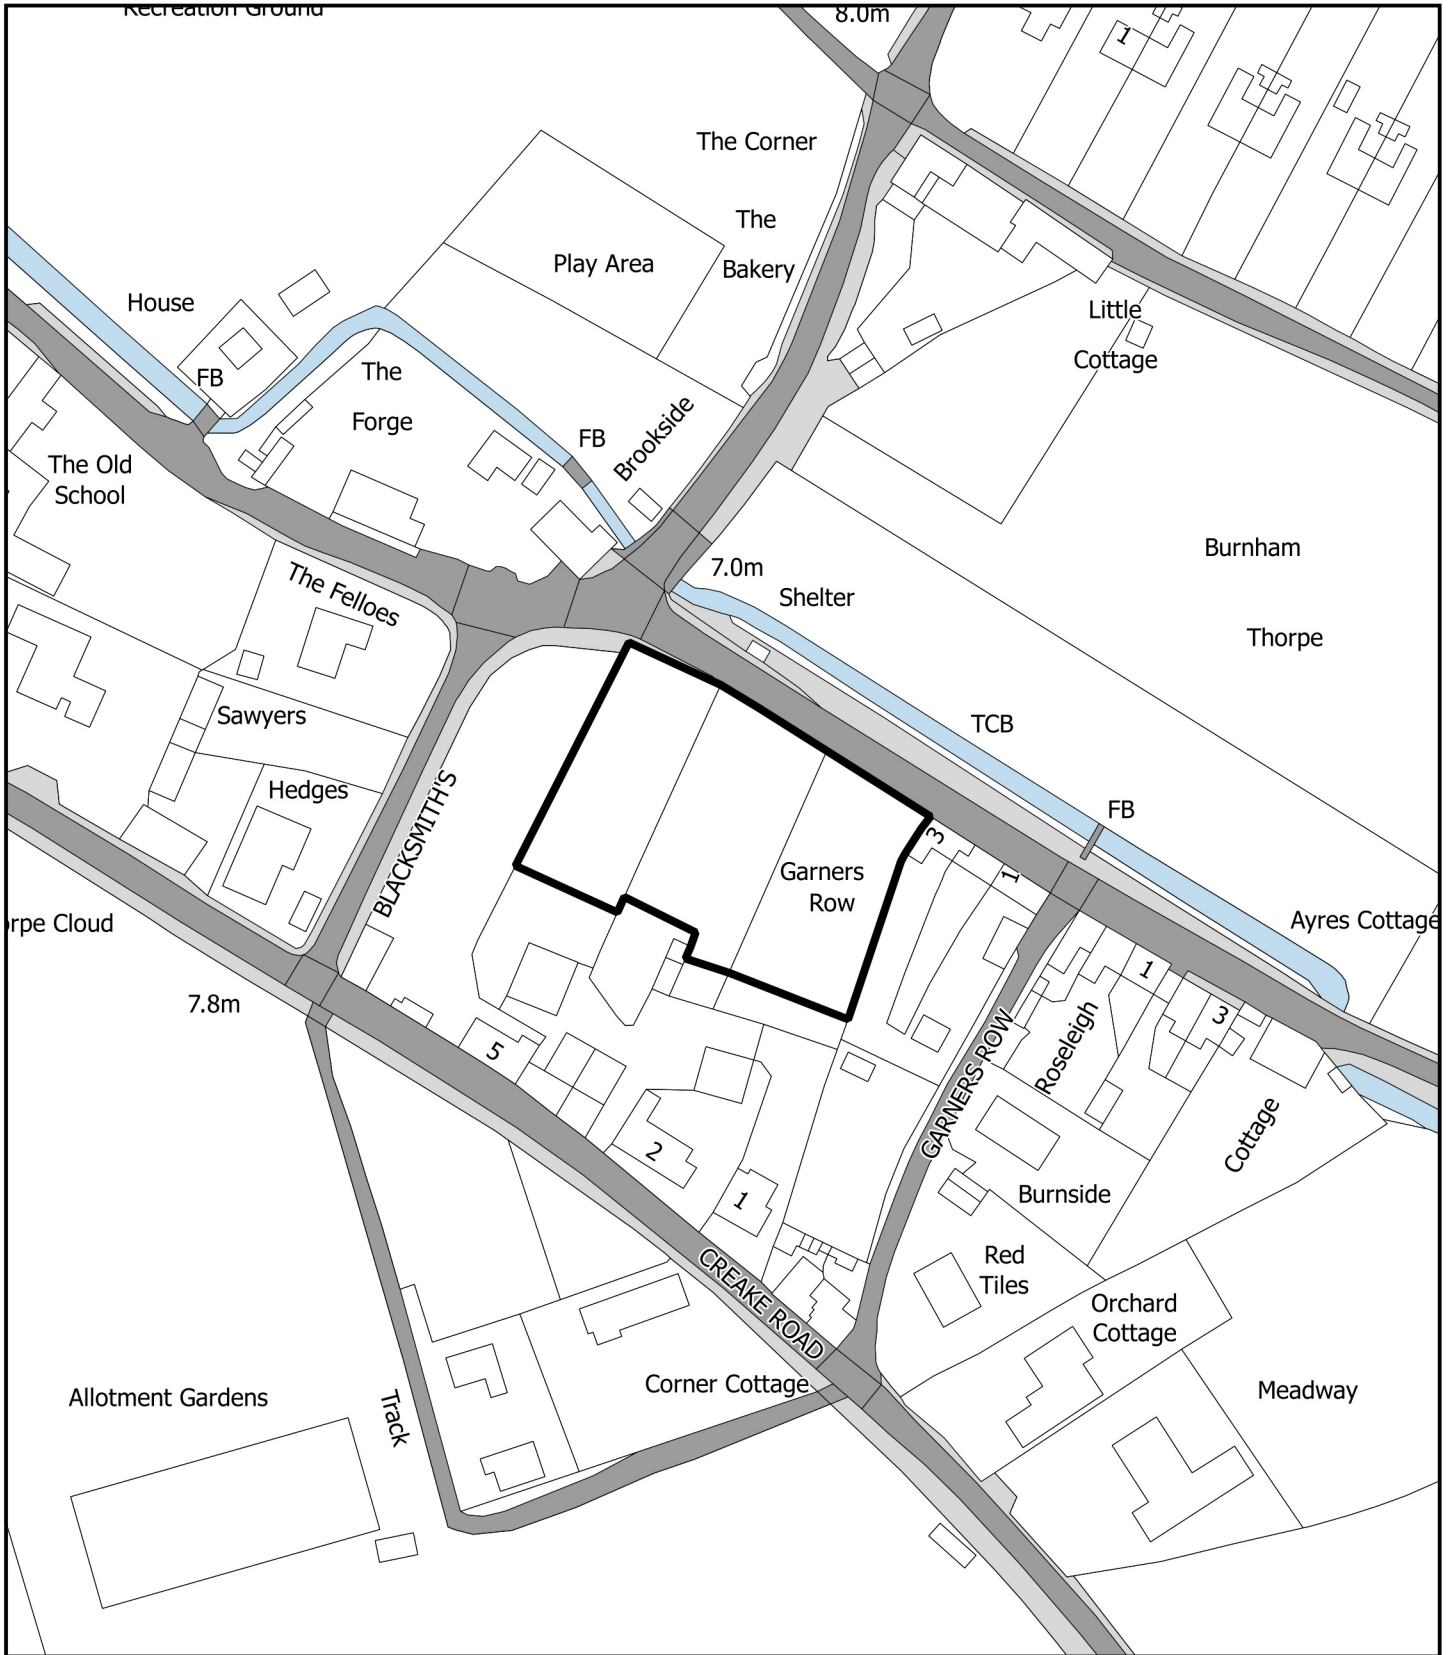 Recreation Ground
8.0m
1
The Corner
The
Bakery
Play Area
House
Little
Cottage
FB
The
Forge
FB
Brookside
The Old
School
Burnham
Thorpe
7.0m
Shelter
The Felloes
TCB
Sawyers
Hedges
BLACKSMITH'S
FB
3
1
Garners
Row
orpe Cloud
Ayres Cottage
7.8m
1
3
5
Roseleigh
GARNERS ROW
Cottage
2
1
Burnside
Red
Tiles
CREAKE ROAD
Orchard
Cottage
Corner Cottage
Meadway
Allotment Gardens
Track